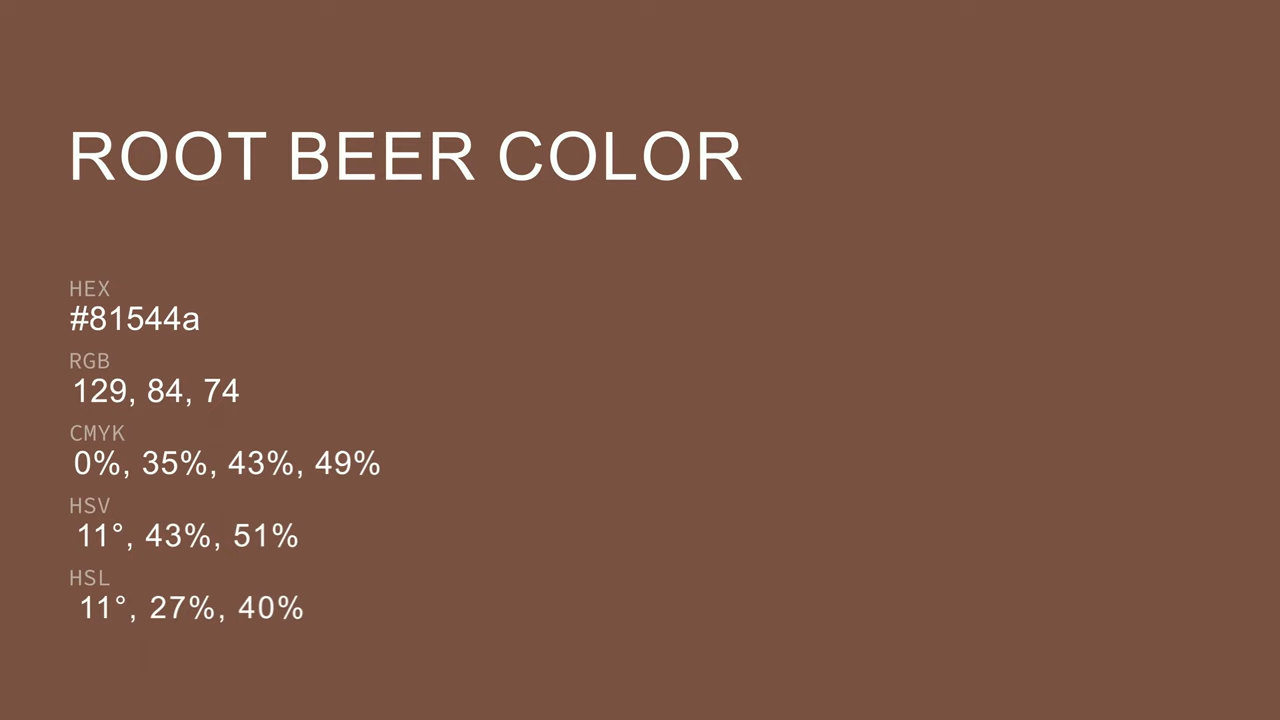 ROOT BEER COLOR
HEX
#81544a
RGB
129, 84, 74
CMYK
0%, 35%, 43%, 49%
HSV
11°, 43%, 51%
HSL
11°, 27%, 40%